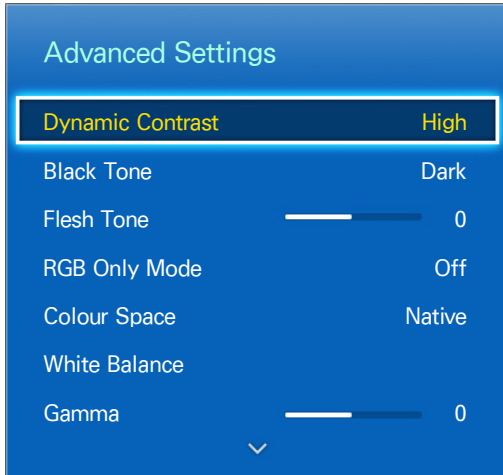 Advanced Settings
Dynamic Contrast High
Black Tone Dark
Flesh Tone 0
RGB Only Mode Off
Colour Space Native
White Balance
Gamma 0